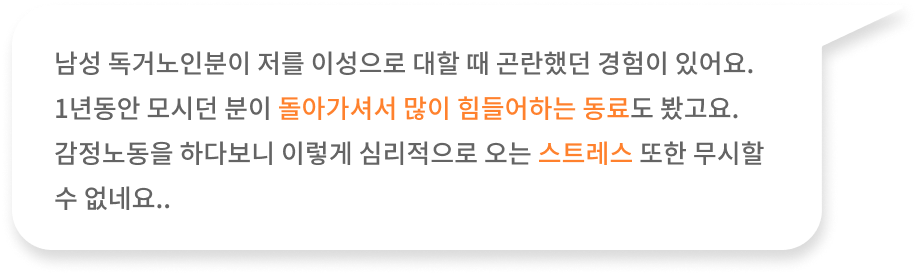 남성 독거노인분이 저를 이성으로 대할 때 곤란했던 경험이 있어요.
1년동안 모시던 분이 돌아가셔서 많이 힘들어하는 동료도 봤고요.
감정노동을 하다보니 이렇게 심리적으로 오는 스트레스 또한 무시할
수 없네요..